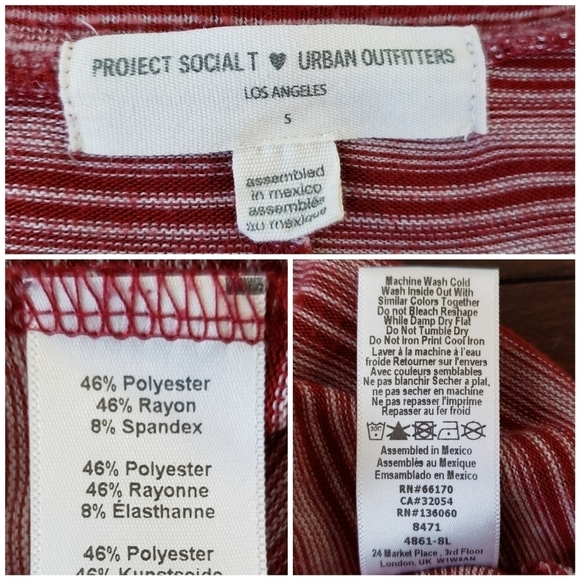 PROJECT SOCIAL T ♥ URBAN OUTFITTERS
LOS ANGELES
S
assembled
in mexico
assemblés
au mexique
46% Polyester
46% Rayon
8% Spandex
46% Polyester
46% Rayonne
8% Élasthanne
46% Polyester
46% Kunstseide
Machine Wash Cold
Wash Inside Out With
Similar Colors Together
Do not Bleach Reshape
While Damp Dry Flat
Do Not Tumble Dry
Do Not Iron Print Cool Iron
Laver à la machine à l'eau
froide Retourner sur l'envers
Avec couleurs semblables
Ne pas blanchir Secher a plat,
ne pas sécher en machine
Ne pas repasser l'imprime
Repasser au fer froid
Assembled in Mexico
Assemblés au Mexique
Ensamblado en Mexico
RN#66170
CA#32054
RN#136060
8471
4861-8L
24 Market Place, 3rd Floor
London, UK W1W8AN